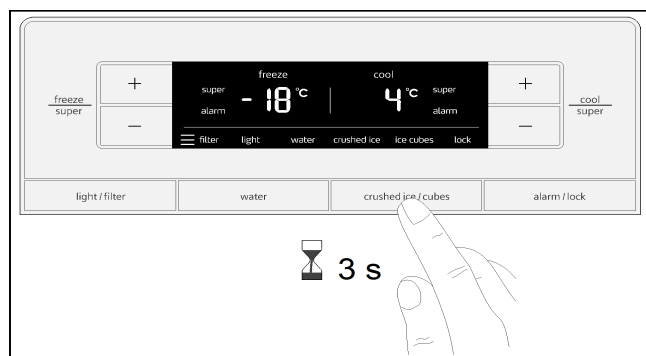 freeze
super
+
−
freeze
cool
super
alarm
- 18 °C
4 °C
super
alarm
filter
light
water
crushed ice
ice cubes
lock
+
−
cool
super
light / filter
water
crushed ice / cubes
alarm / lock
3 s